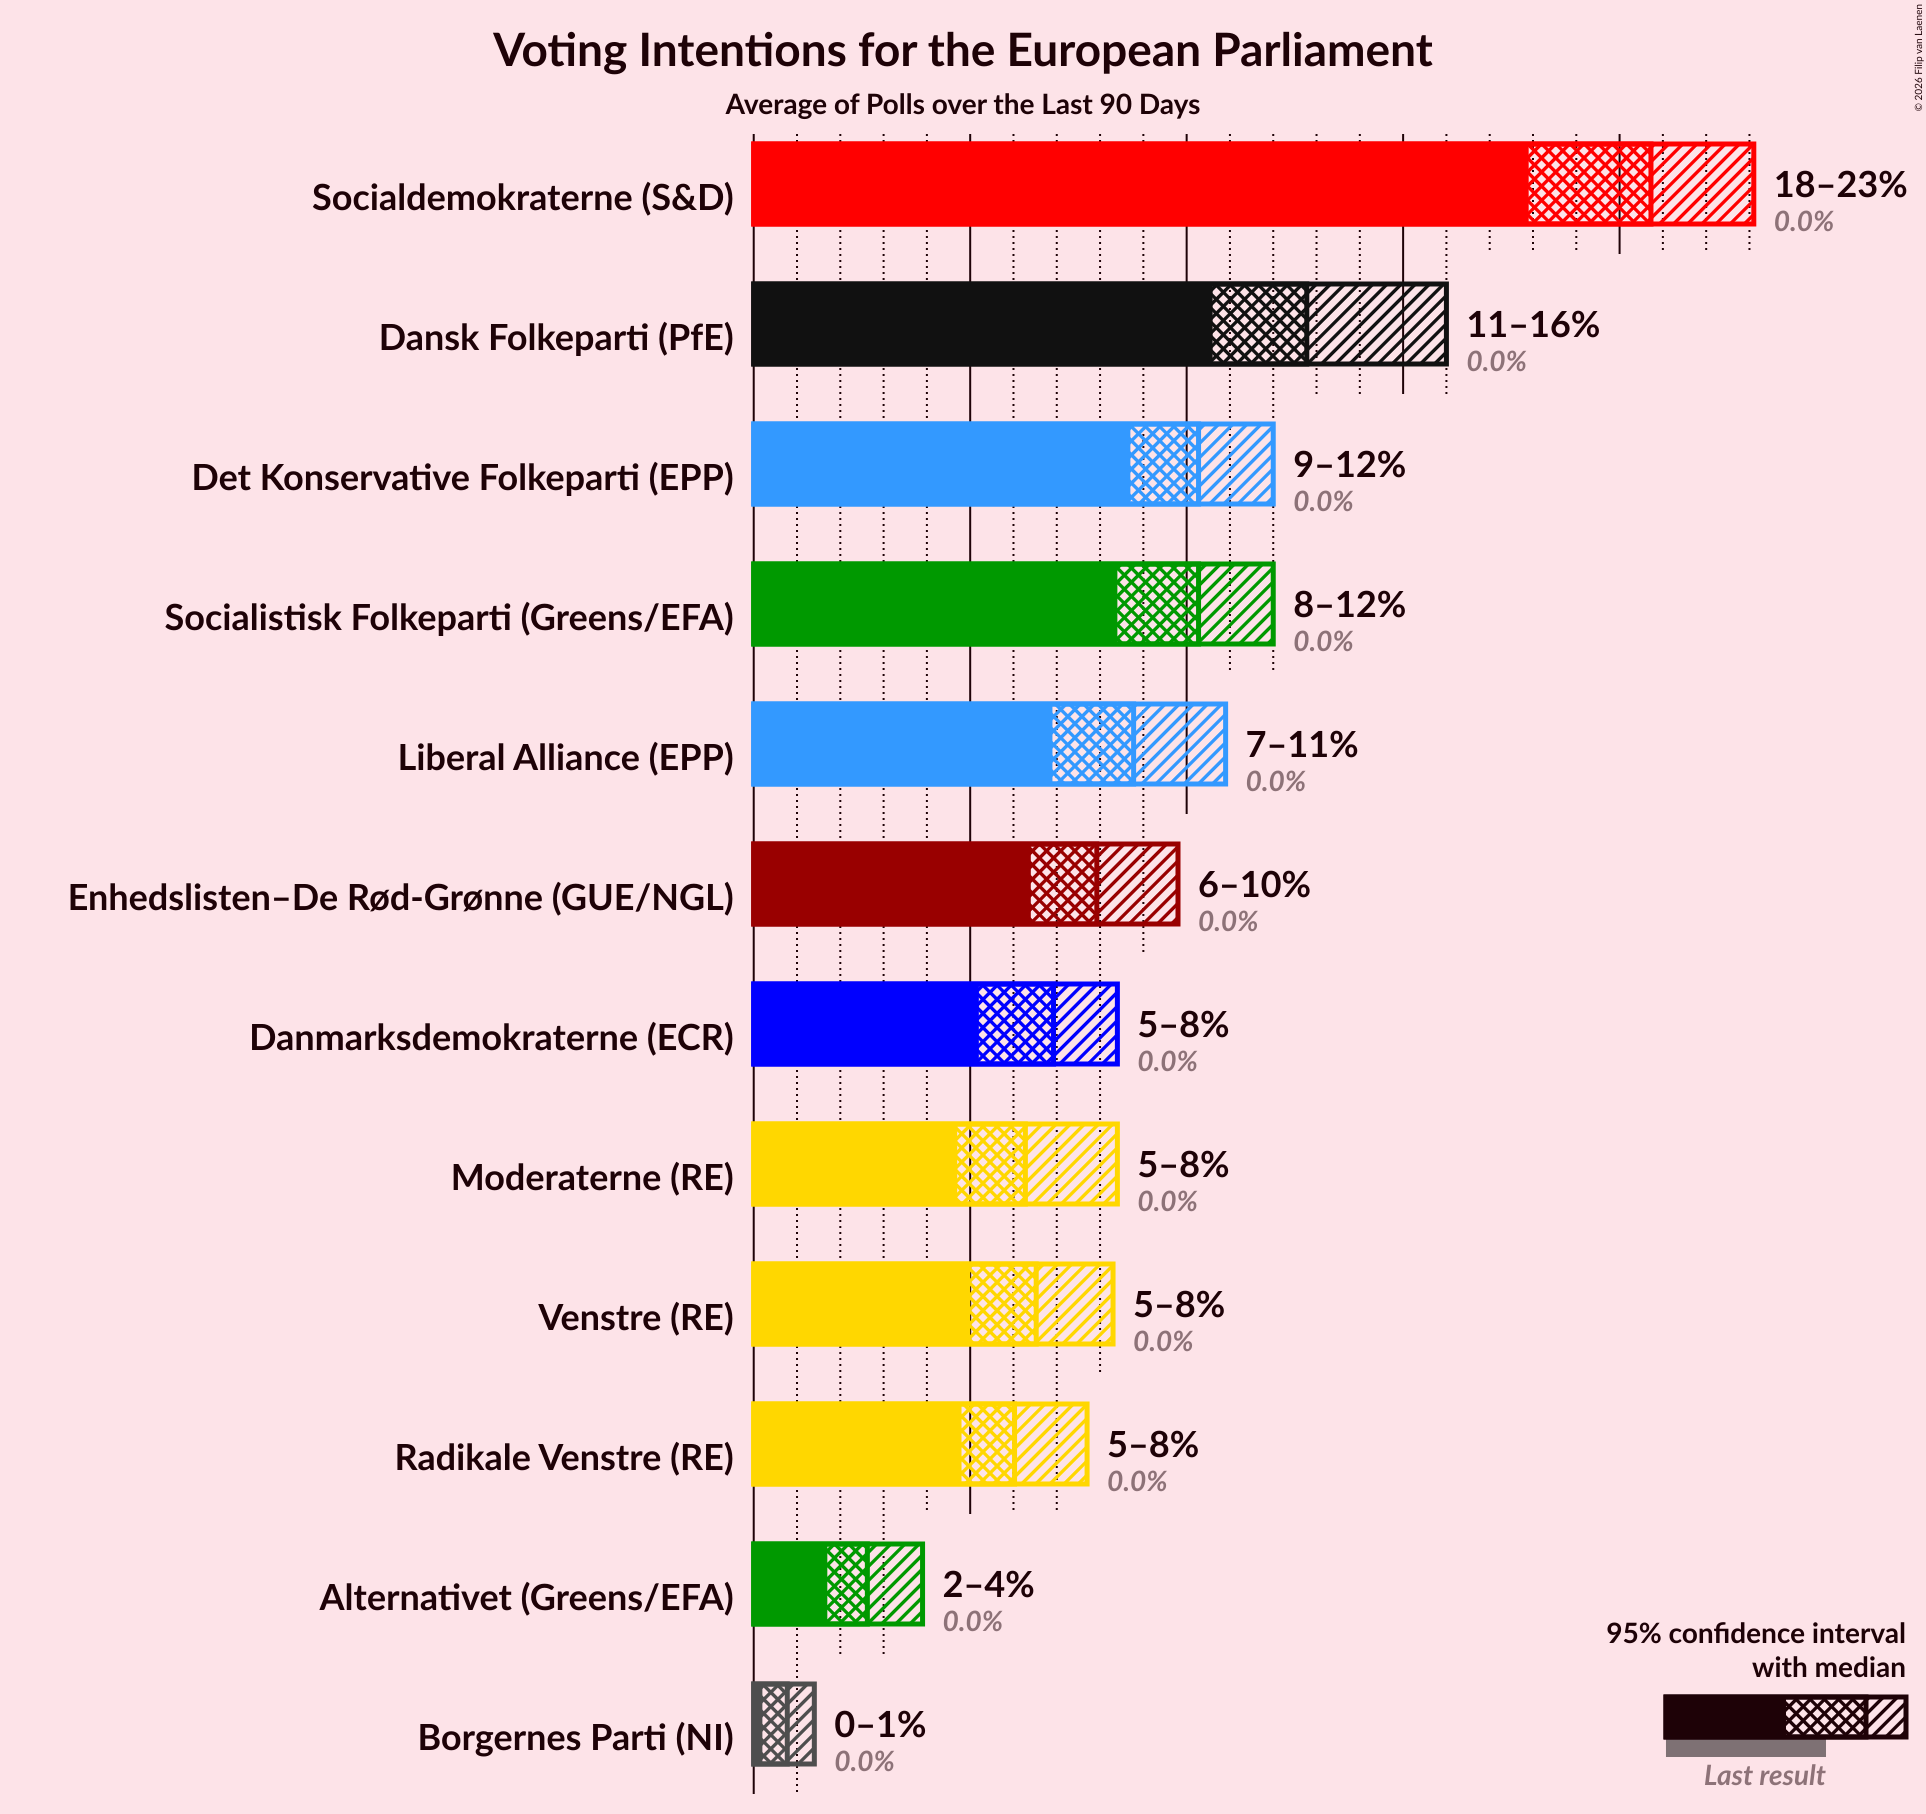 Voting Intentions for the European Parliament
Average of Polls over the Last 90 Days
© 2026 Filip van Laenen
Socialdemokraterne (S&D)
18–23%
0.0%
Dansk Folkeparti (PfE)
11–16%
0.0%
Det Konservative Folkeparti (EPP)
9–12%
0.0%
Socialistisk Folkeparti (Greens/EFA)
8–12%
0.0%
Liberal Alliance (EPP)
7–11%
0.0%
Enhedslisten–De Rød-Grønne (GUE/NGL)
6–10%
0.0%
Danmarksdemokraterne (ECR)
5–8%
0.0%
Moderaterne (RE)
5–8%
0.0%
Venstre (RE)
5–8%
0.0%
Radikale Venstre (RE)
5–8%
0.0%
Alternativet (Greens/EFA)
2–4%
0.0%
Borgernes Parti (NI)
0–1%
0.0%
95% confidence interval
with median
Last result